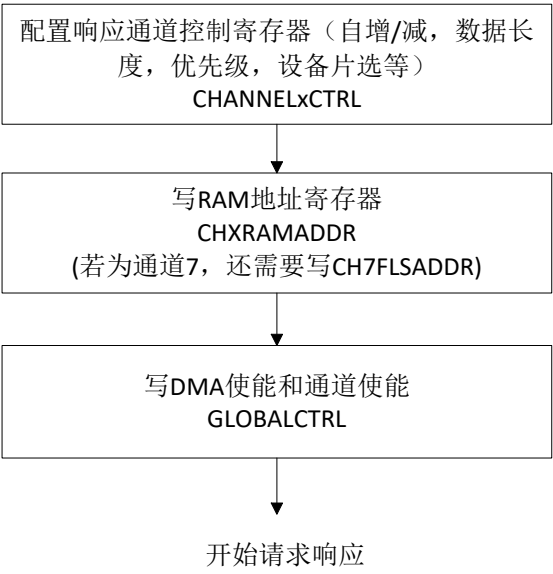 配置响应通道控制寄存器（自增/减，数据长
度，优先级，设备片选等）
CHANNELxCTRL
写RAM地址寄存器
CHXRAMADDR
(若为通道7，还需要写CH7FLSADDR)
写DMA使能和通道使能
GLOBALCTRL
开始请求响应